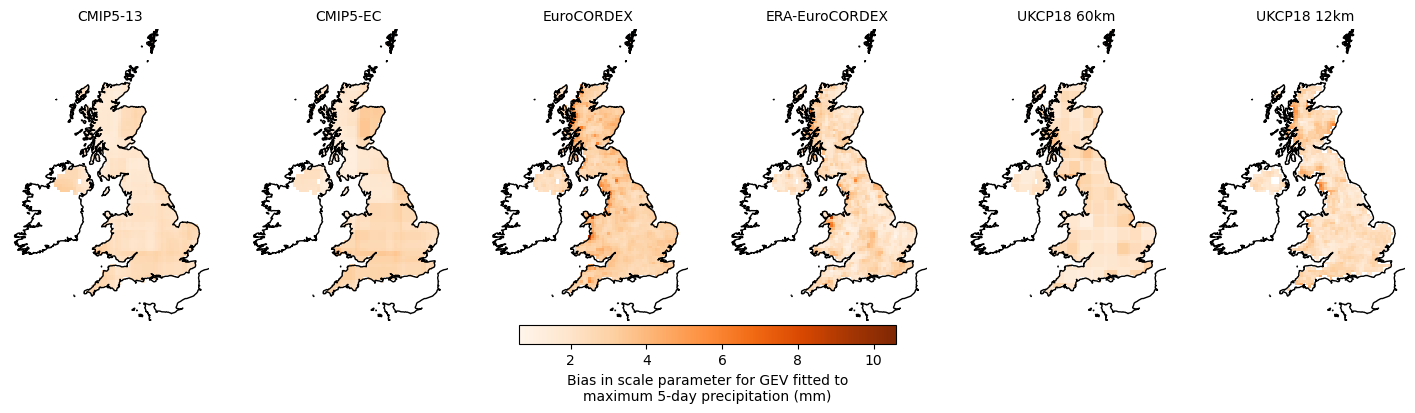 CMIP5-13
CMIP5-EC
EuroCORDEX
ERA-EuroCORDEX
UKCP18 60km
UKCP18 12km
2
4
6
8
10
Bias in scale parameter for GEV fitted to
maximum 5-day precipitation (mm)